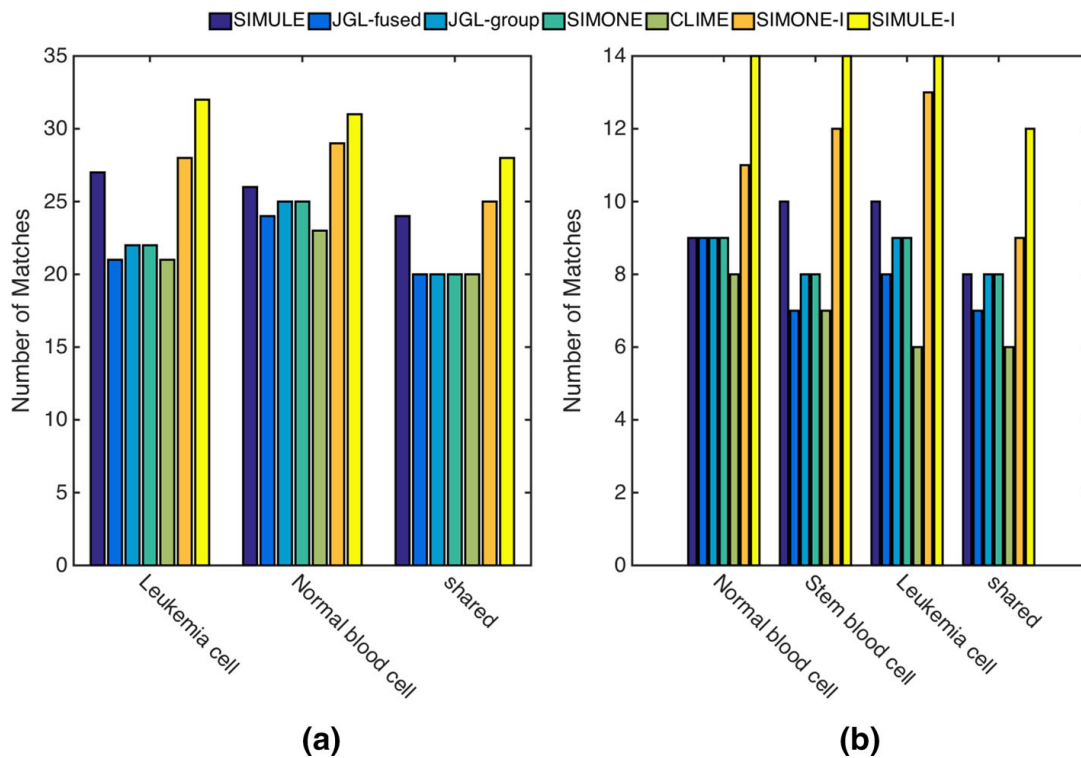 SIMULE JGL-fused JGL-group SIMONE CLIME SIMONE-I SIMULE-I
Number of Matches
35
30
25
20
15
10
5
0
Leukemia cell
Normal blood cell
shared
(a)
Number of Matches
14
12
10
8
6
4
2
0
Normal blood cell
Stem blood cell
Leukemia cell
shared
(b)